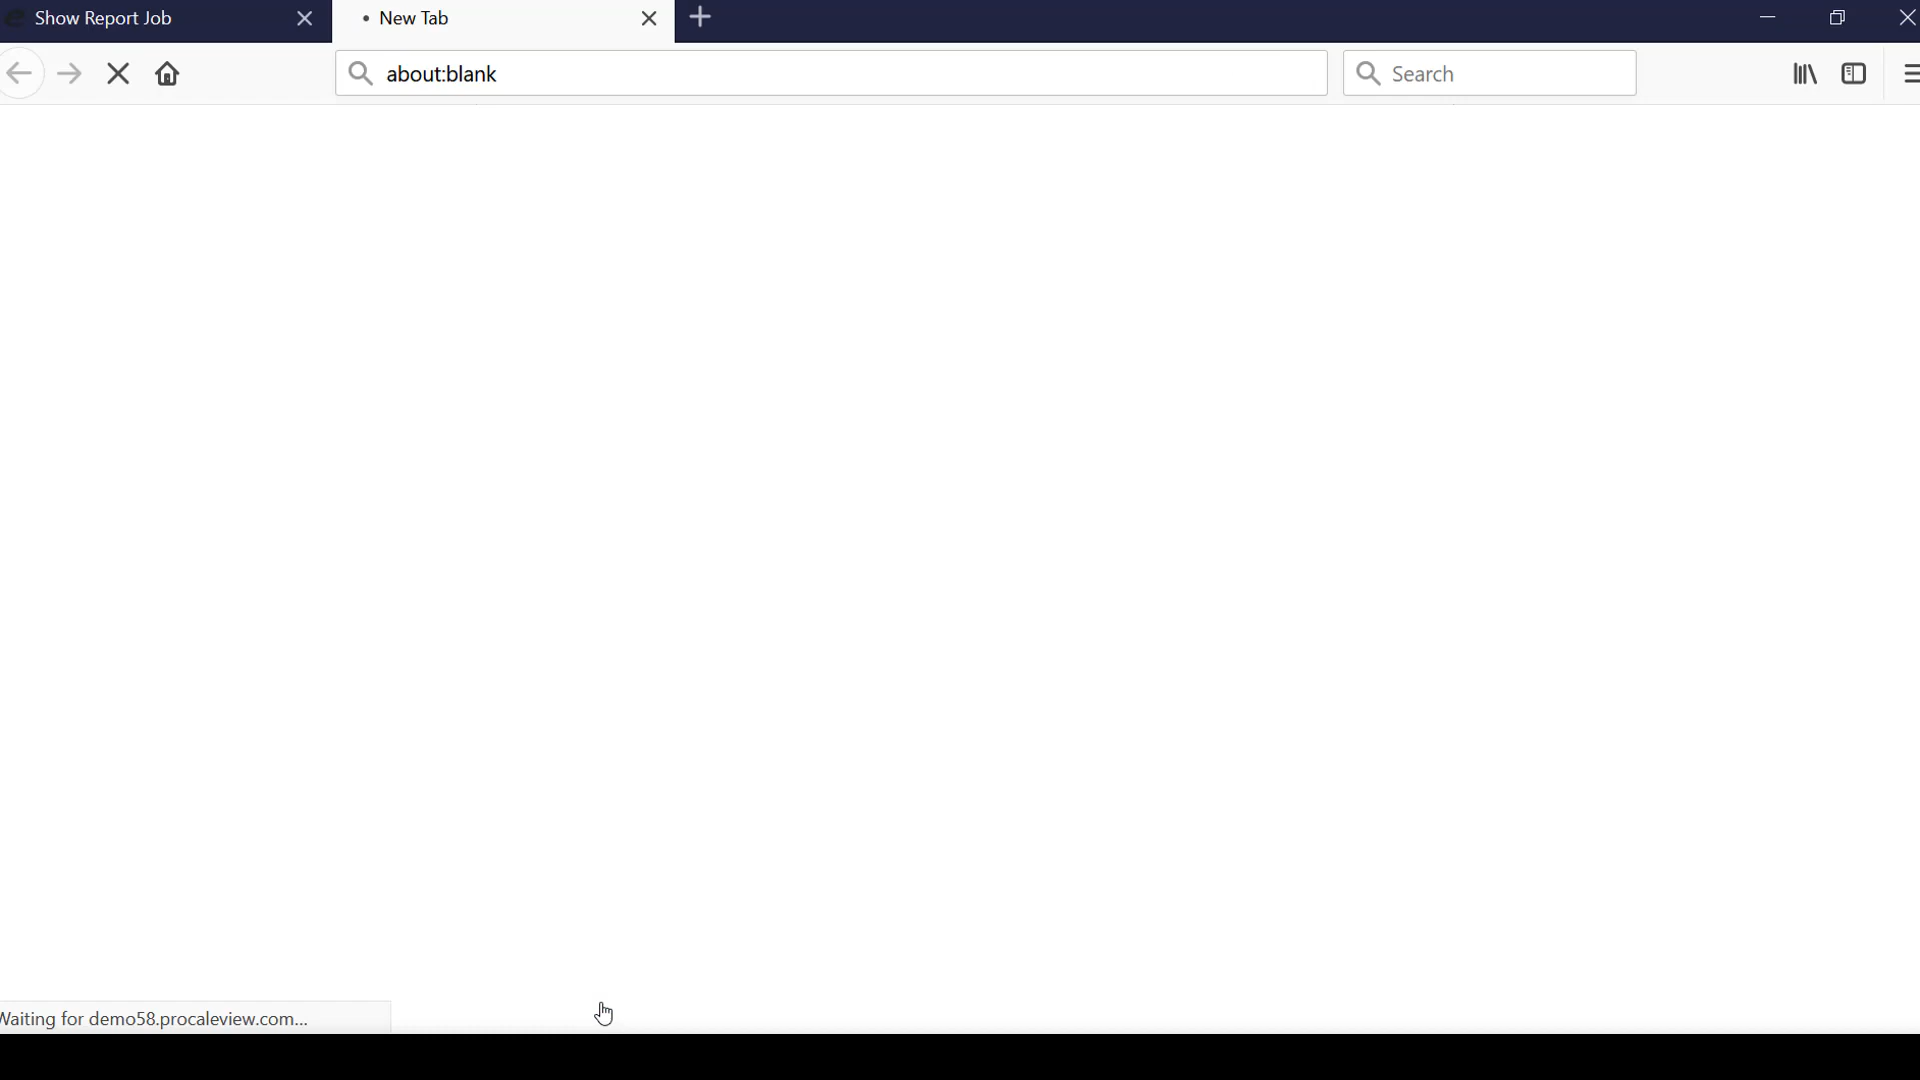 Show Report Job
• New Tab
about:blank
Search
Waiting for demo58.procaleview.com...